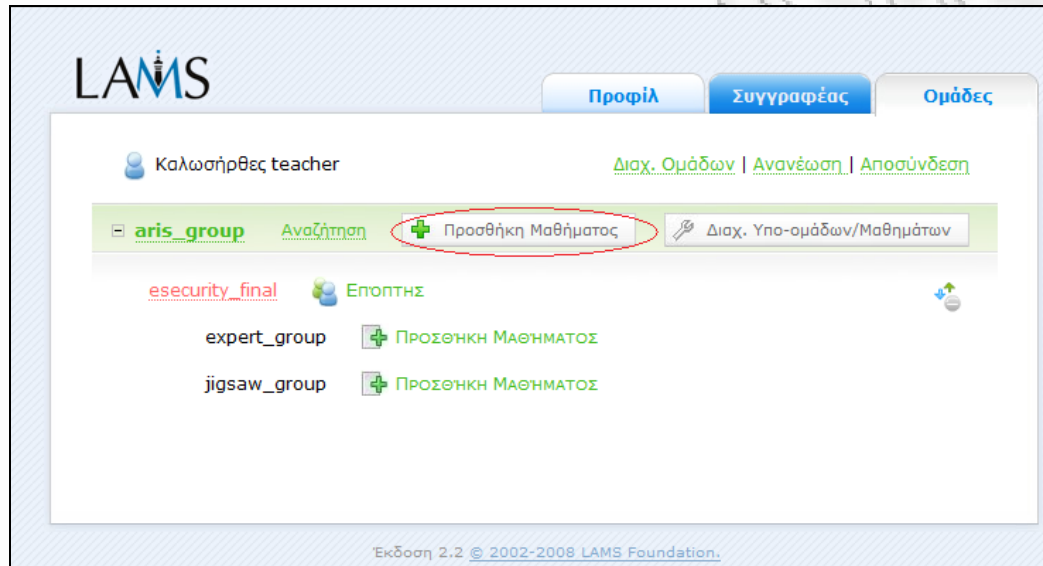 LAMS
Προφίλ Συγγραφέας Ομάδες
Καλωσήρθες teacher Διαχ. Ομάδων | Ανανέωση | Αποσύνδεση
aris_group Αναζήτηση Προσθήκη Μαθήματος Διαχ. Υπο-ομάδων/Μαθημάτων
esecurity_final Επόπτης
expert_group Προσθήκη Μαθήματος
jigsaw_group Προσθήκη Μαθήματος
Έκδοση 2.2 © 2002-2008 LAMS Foundation.